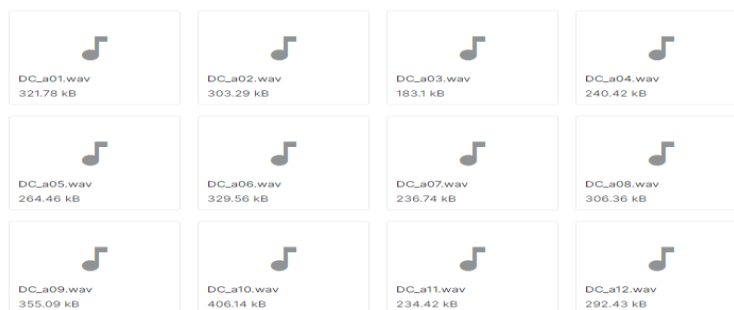 DC_a01.wav
321.78 kB
DC_a02.wav
303.29 kB
DC_a03.wav
183.1 kB
DC_a04.wav
240.42 kB
DC_a05.wav
264.46 kB
DC_a06.wav
329.56 kB
DC_a07.wav
236.74 kB
DC_a08.wav
306.36 kB
DC_a09.wav
355.09 kB
DC_a10.wav
406.14 kB
DC_a11.wav
234.42 kB
DC_a12.wav
292.43 kB